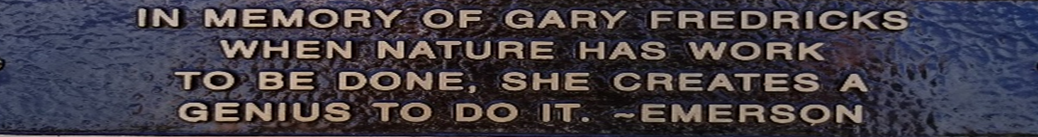 IN MEMORY OF GARY FREDRICKS
WHEN NATURE HAS WORK
TO BE DONE, SHE CREATES A
GENIUS TO DO IT. ~EMERSON